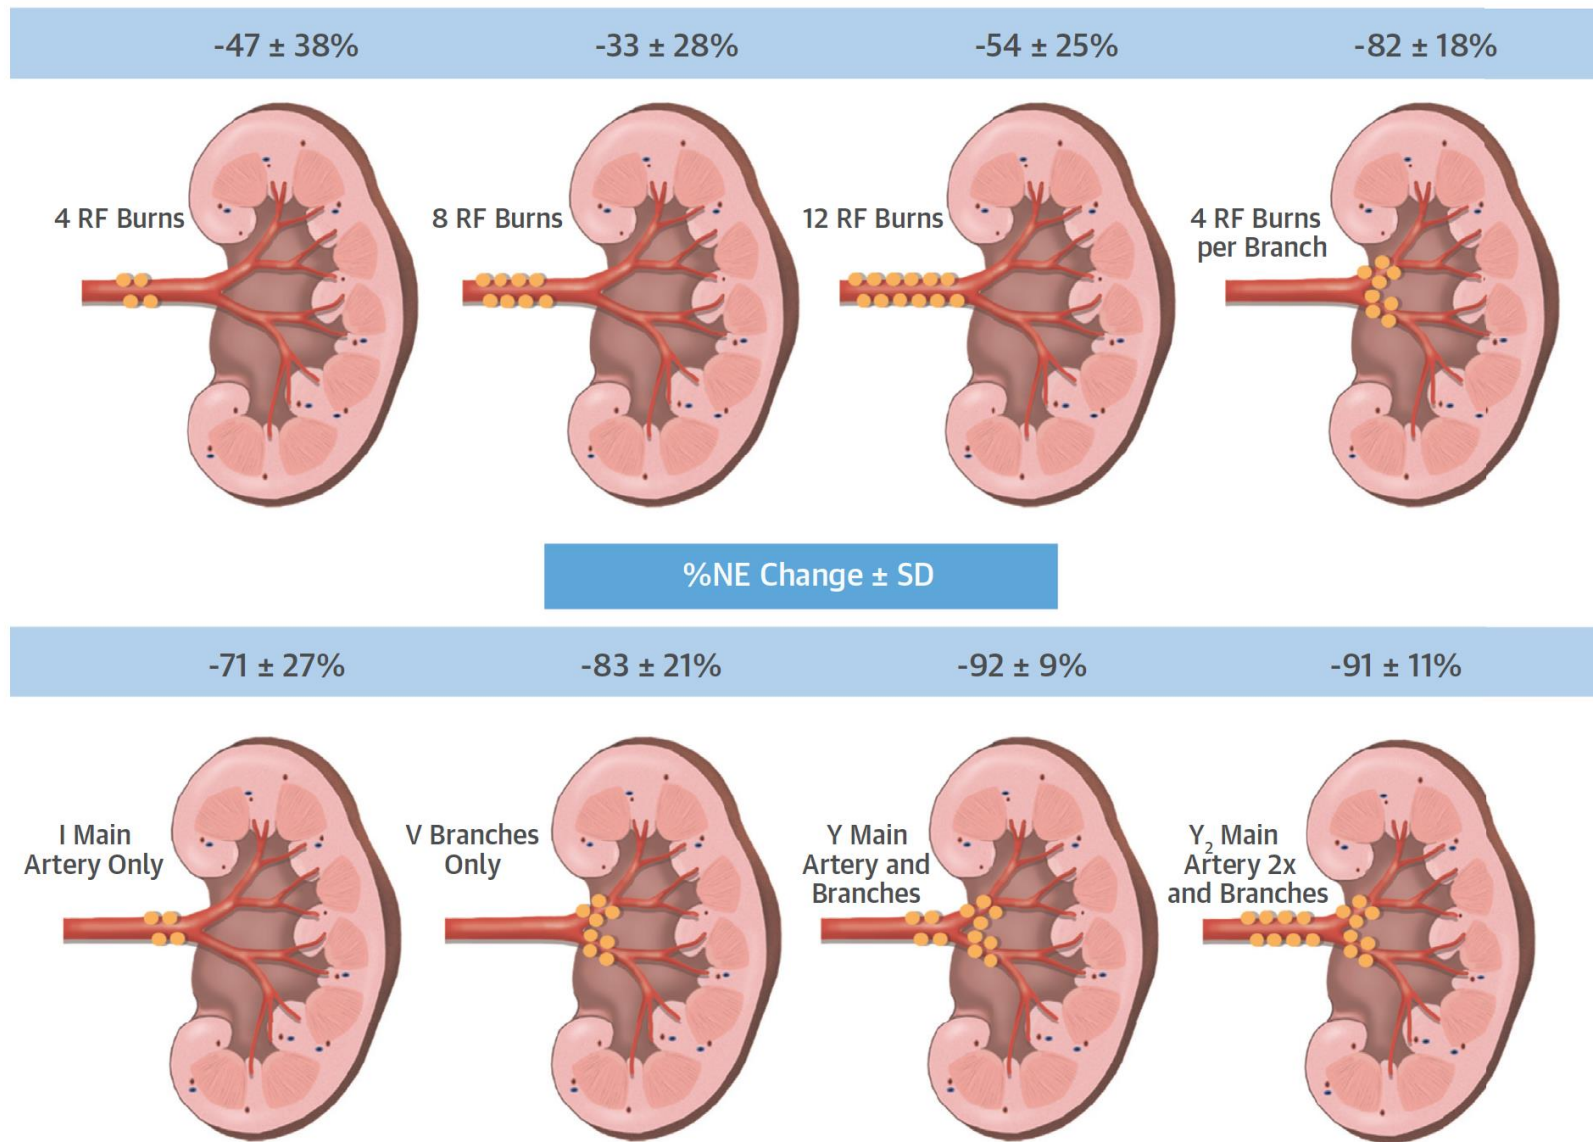 -47 ± 38%
-33 ± 28%
-54 ± 25%
-82 ± 18%
4 RF Burns
8 RF Burns
12 RF Burns
4 RF Burns
per Branch
%NE Change ± SD
-71 ± 27%
-83 ± 21%
-92 ± 9%
-91 ± 11%
I Main
Artery Only
V Branches
Only
Y Main
Artery and
Branches
Y₂ Main
Artery 2x
and Branches